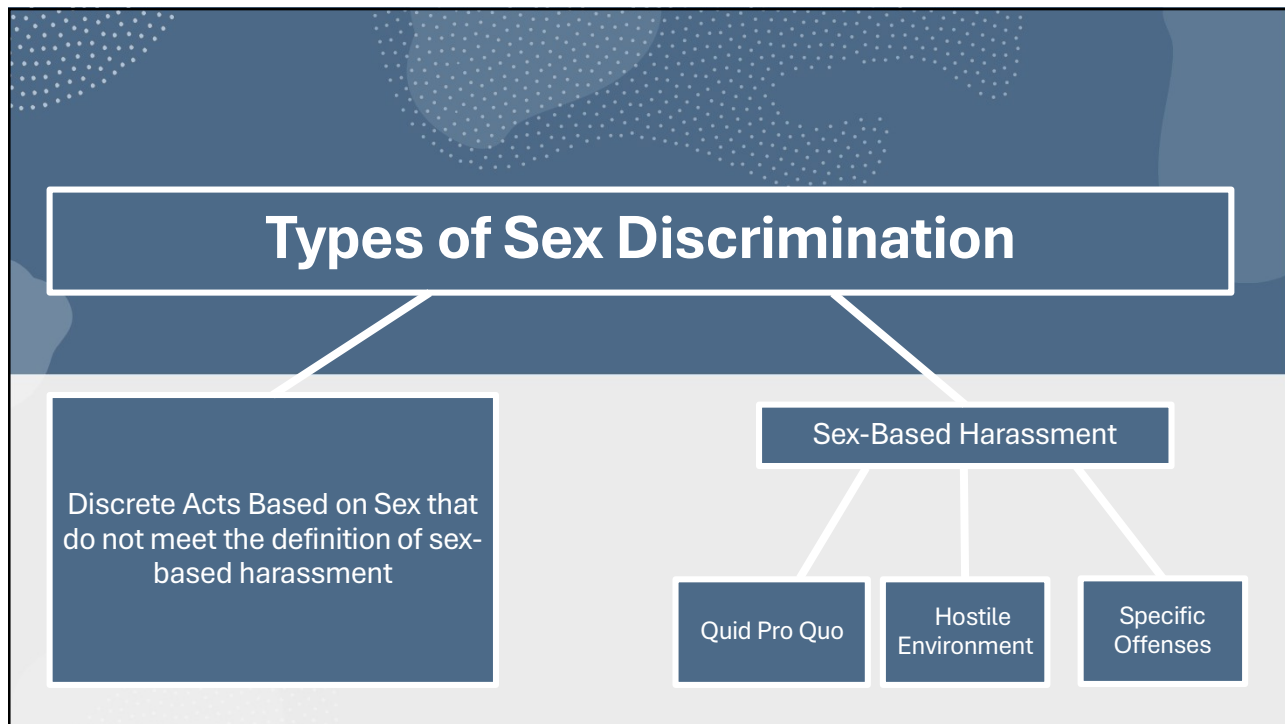 Types of Sex Discrimination
Discrete Acts Based on Sex that
do not meet the definition of sex-
based harassment
Sex-Based Harassment
Quid Pro Quo
Hostile
Environment
Specific
Offenses